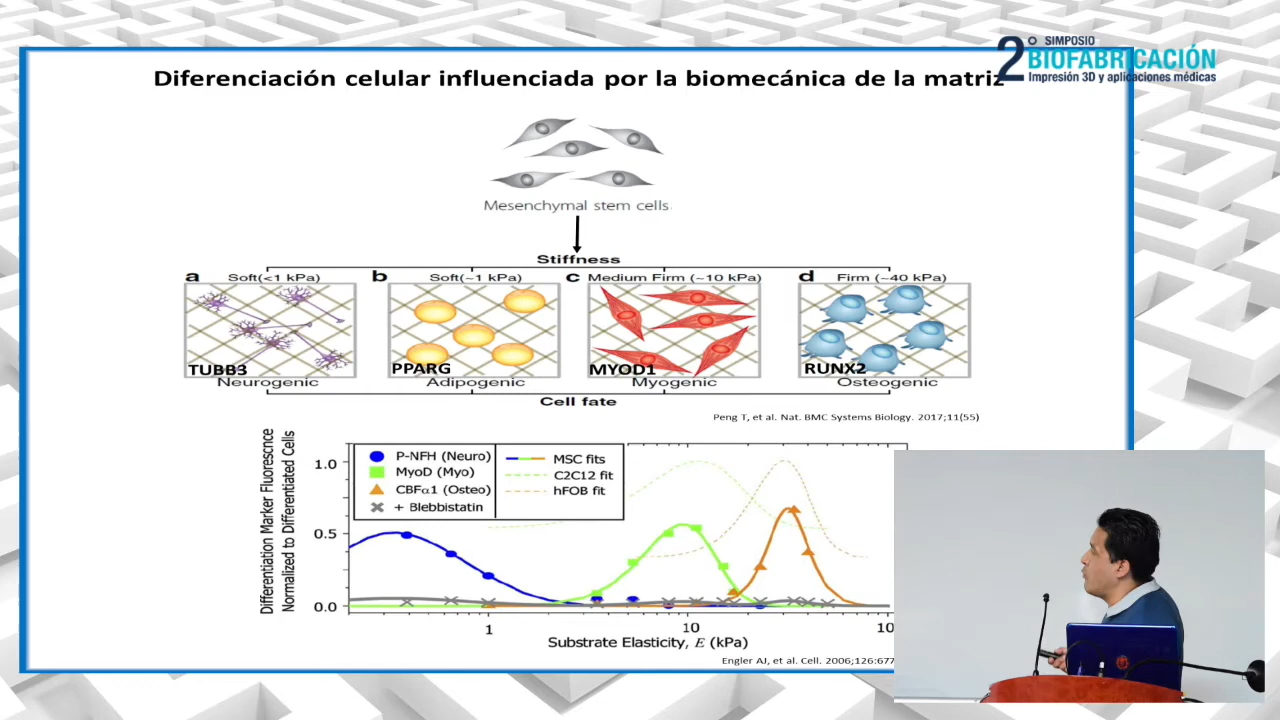 2° SIMPOSIO
BIOFABRICACIÓN
Impresión 3D y aplicaciones médicas
Diferenciación celular influenciada por la biomecánica de la matriz
Mesenchymal stem cells
Stiffness
a Soft(<1 kPa) b Soft(~1 kPa) c Medium Firm (~10 kPa) d Firm (~40 kPa)
TUBB3 PPARG MYOD1 RUNX2
Neurogenic Adipogenic Myogenic Osteogenic
Cell fate
Peng T, et al. Nat. BMC Systems Biology. 2017;11(55)
Differentiation Marker Fluorescnce
Normalized to Differentiated Cells
1.0
0.5
0.0
P-NFH (Neuro)
MyoD (Myo)
CBFα1 (Osteo)
+ Blebbistatin
MSC fits
C2C12 fit
hFOB fit
1 10 10
Substrate Elasticity, E (kPa)
Engler AJ, et al. Cell. 2006;126:677